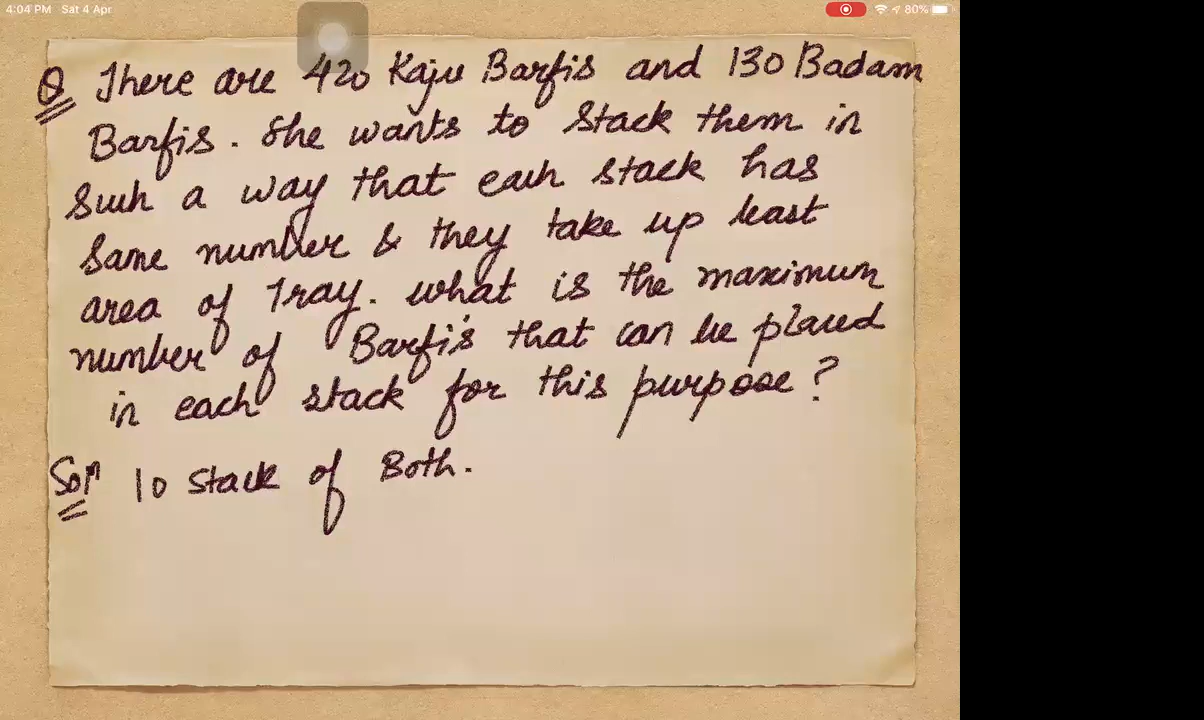 4:04 PM Sat 4 Apr 80%
Q There are 420 Kaju Barfis and 130 Badam
Barfis. She wants to stack them in
such a way that each stack has
same number & they take up least
area of Tray. What is the maximum
number of Barfi's that can be placed
in each stack for this purpose?
Solⁿ 10 stack of Both.